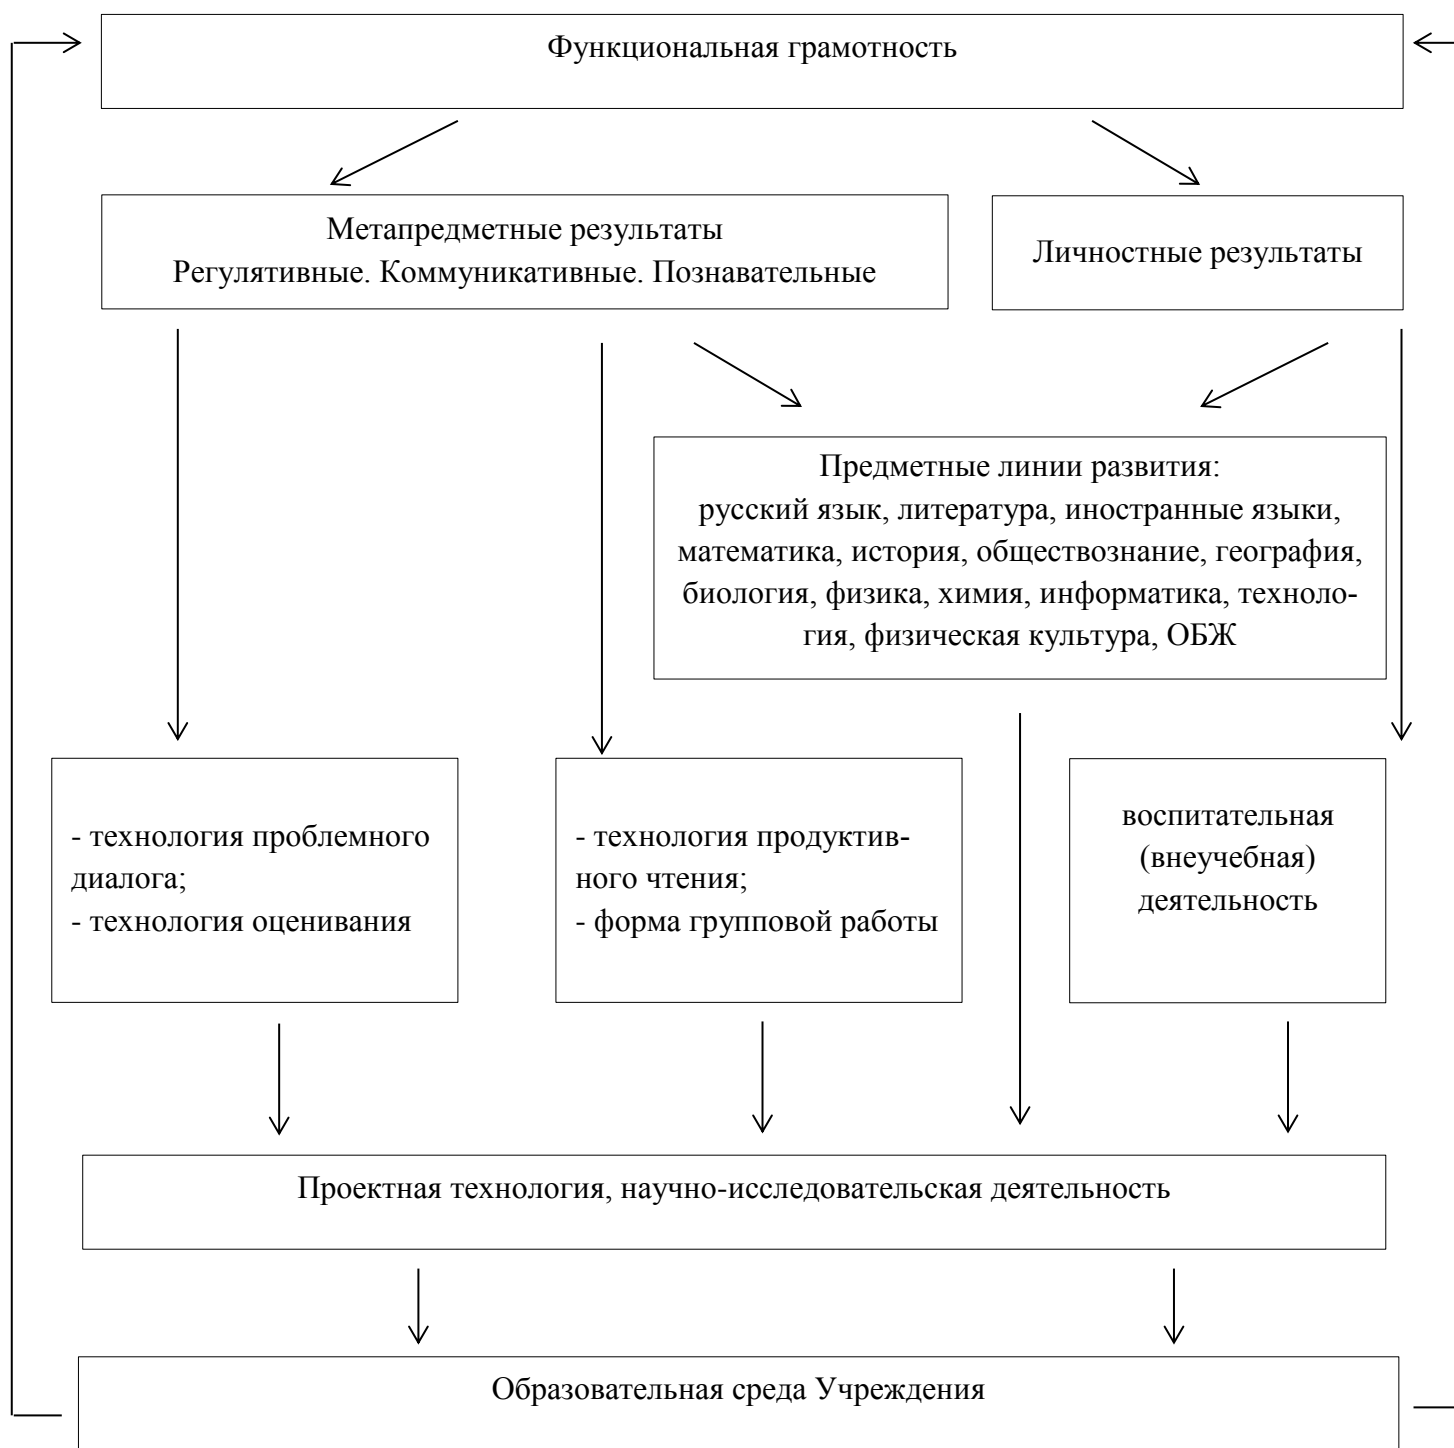 Функциональная грамотность
Метапредметные результаты
Регулятивные. Коммуникативные. Познавательные
Личностные результаты
Предметные линии развития:
русский язык, литература, иностранные языки,
математика, история, обществознание, география,
биология, физика, химия, информатика, техноло-
гия, физическая культура, ОБЖ
- технология проблемного
диалога;
- технология оценивания
- технология продуктив-
ного чтения;
- форма групповой работы
воспитательная
(внеучебная)
деятельность
Проектная технология, научно-исследовательская деятельность
Образовательная среда Учреждения